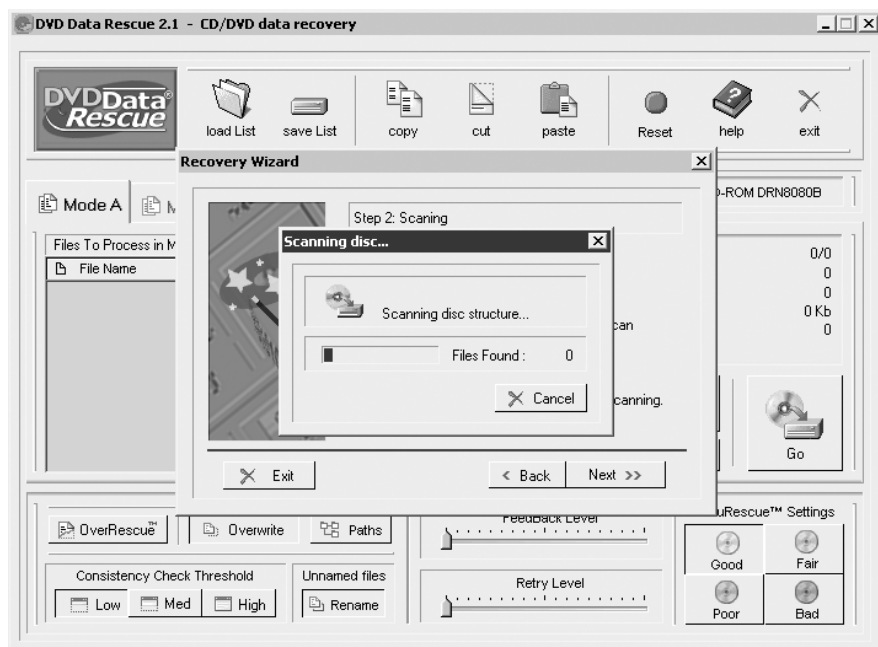 DVD Data Rescue 2.1 - CD/DVD data recovery
DVDData®
Rescue
load List
save List
copy
cut
paste
Reset
help
exit
Recovery Wizard
Mode A
D-ROM DRN8080B
Step 2: Scaning
Files To Process in M
File Name
Scanning disc...
0/0
0
0
0 Kb
0
Scanning disc structure...
can
Files Found : 0
Cancel
canning.
Go
Exit
< Back
Next >>
OverRescue™
Overwrite
Paths
FeedBack Level
uRescue™ Settings
Good
Fair
Consistency Check Threshold
Unnamed files
Retry Level
Low
Med
High
Rename
Poor
Bad